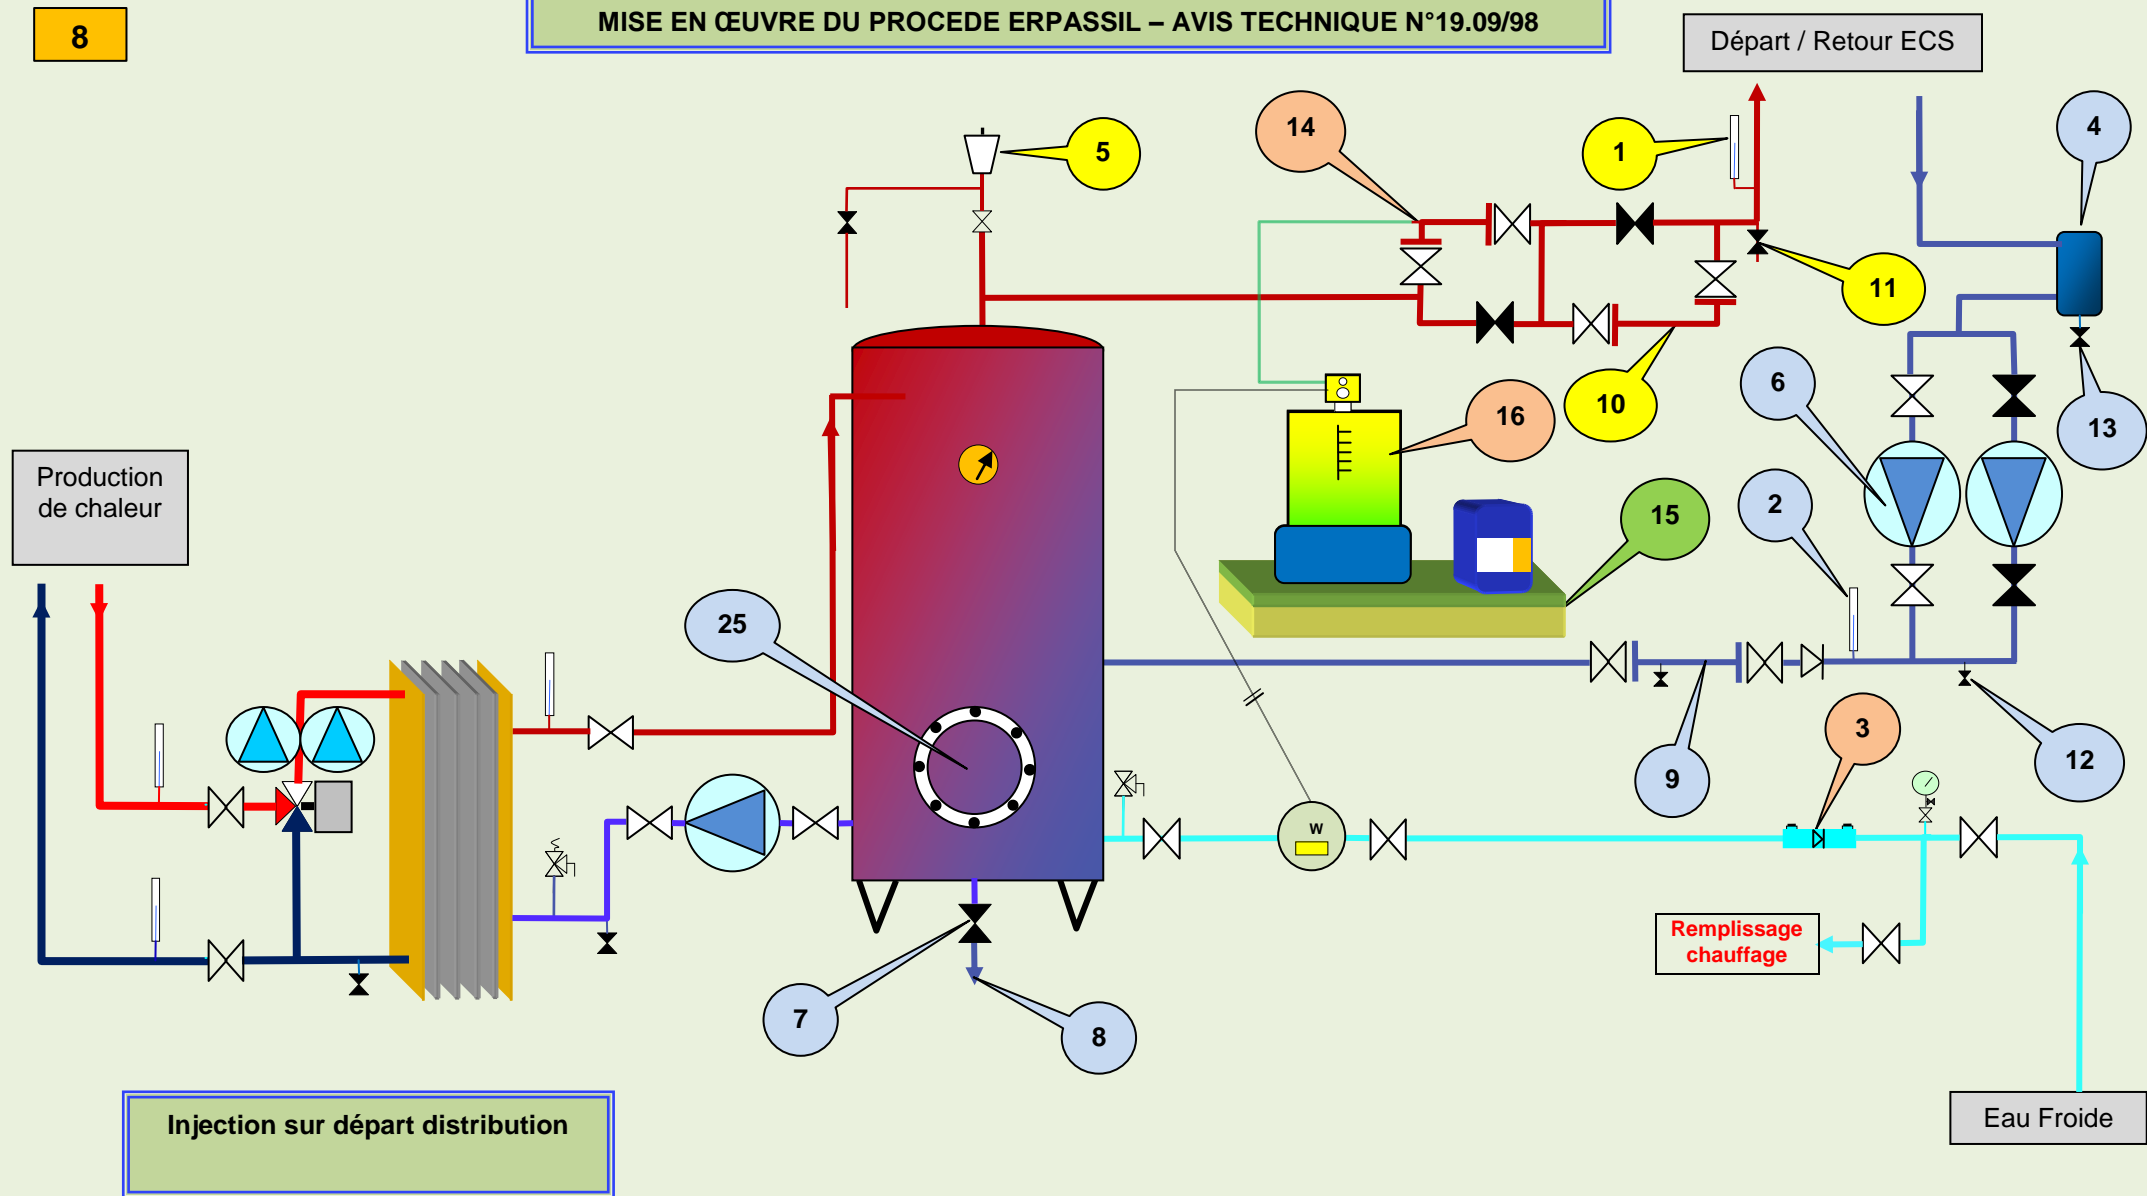 8
MISE EN ŒUVRE DU PROCEDE ERPASSIL – AVIS TECHNIQUE N°19.09/98
Départ / Retour ECS
5
14
1
4
11
6
16
10
13
Production
de chaleur
2
15
25
3
9
12
W
Remplissage
chauffage
7
8
Injection sur départ distribution
Eau Froide